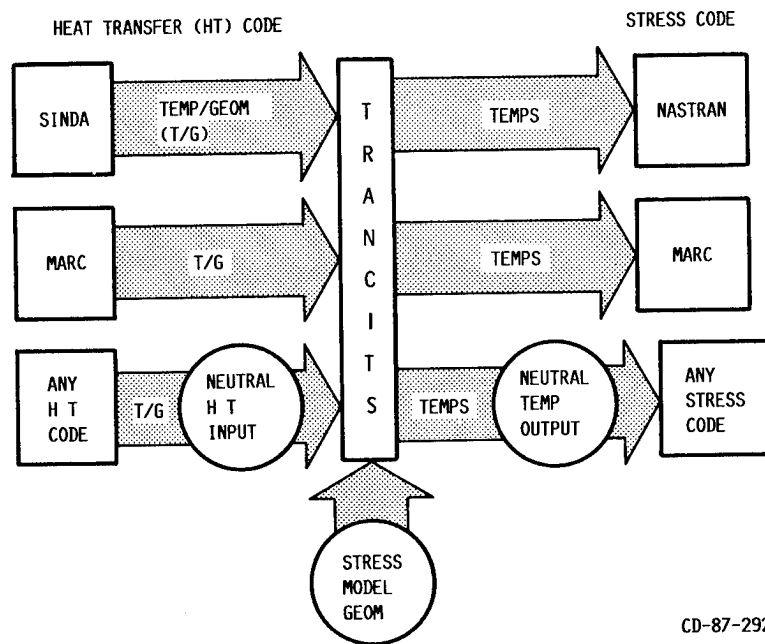 HEAT TRANSFER (HT) CODE
STRESS CODE
SINDA
TEMP/GEOM
(T/G)
TRANCITS
TEMPS
NASTRAN
MARC
T/G
TEMPS
MARC
ANY
H T
CODE
T/G
NEUTRAL
H T
INPUT
TEMPS
NEUTRAL
TEMP
OUTPUT
ANY
STRESS
CODE
STRESS
MODEL
GEOM